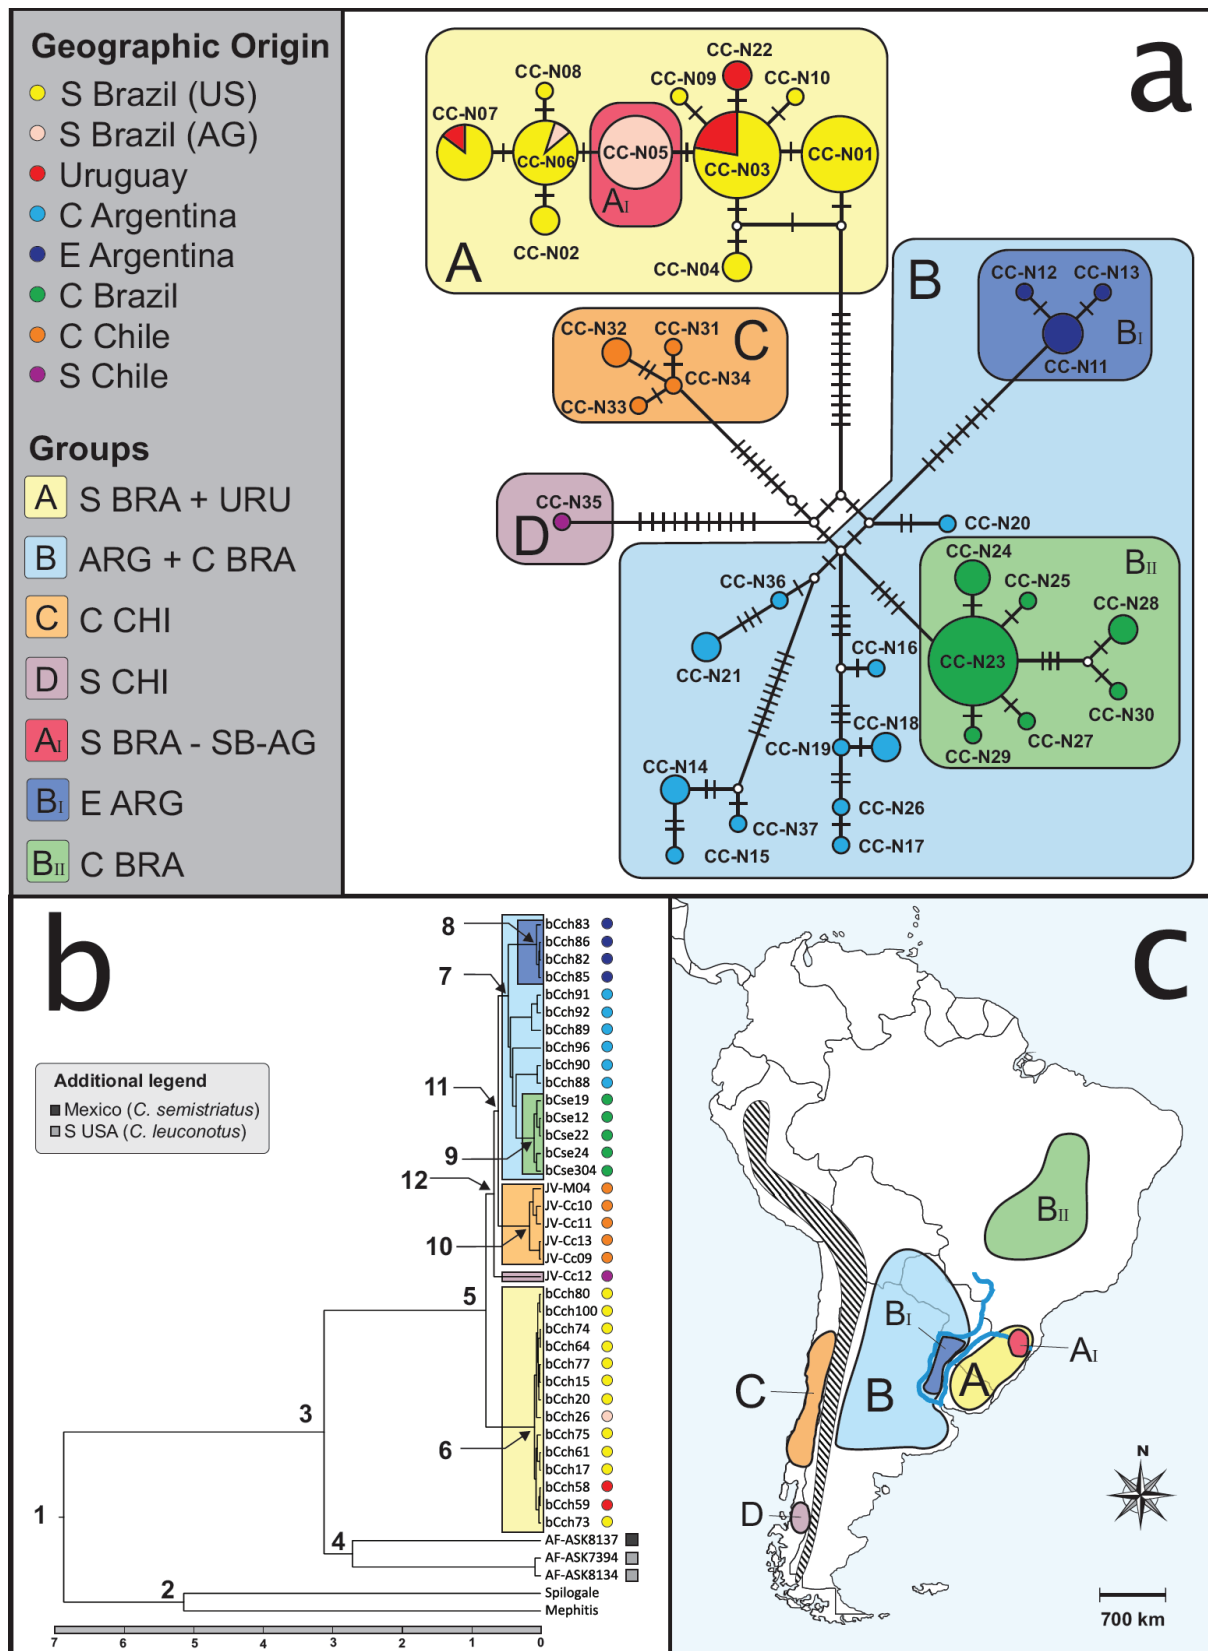 Geographic Origin
S Brazil (US)
S Brazil (AG)
Uruguay
C Argentina
E Argentina
C Brazil
C Chile
S Chile
Groups
A S BRA + URU
B ARG + C BRA
C C CHI
D S CHI
AI S BRA - SB-AG
BI E ARG
BII C BRA
a
CC-N22
CC-N08
CC-N09
CC-N10
CC-N07
CC-N06
CC-N05
CC-N03
CC-N01
AI
CC-N02
A
CC-N04
B
CC-N12
CC-N13
BI
CC-N11
CC-N32
CC-N31
C
CC-N34
CC-N33
CC-N35
D
CC-N20
CC-N24
BII
CC-N25
CC-N28
CC-N36
CC-N16
CC-N21
CC-N23
CC-N30
CC-N18
CC-N19
CC-N27
CC-N29
CC-N14
CC-N26
CC-N37
CC-N15
CC-N17
b
8
7
11
9
12
10
5
6
3
4
1
2
Additional legend
Mexico (C. semistriatus)
S USA (C. leuconotus)
bCch83
bCch86
bCch82
bCch85
bCch91
bCch92
bCch89
bCch96
bCch90
bCch88
bCse19
bCse12
bCse22
bCse24
bCse304
JV-M04
JV-Cc10
JV-Cc11
JV-Cc13
JV-Cc09
JV-Cc12
bCch80
bCch100
bCch74
bCch64
bCch77
bCch15
bCch20
bCch26
bCch75
bCch61
bCch17
bCch58
bCch59
bCch73
AF-ASK8137
AF-ASK7394
AF-ASK8134
Spilogale
Mephitis
7 6 5 4 3 2 1 0
c
BII
BI
AI
A
B
C
D
N
700 km